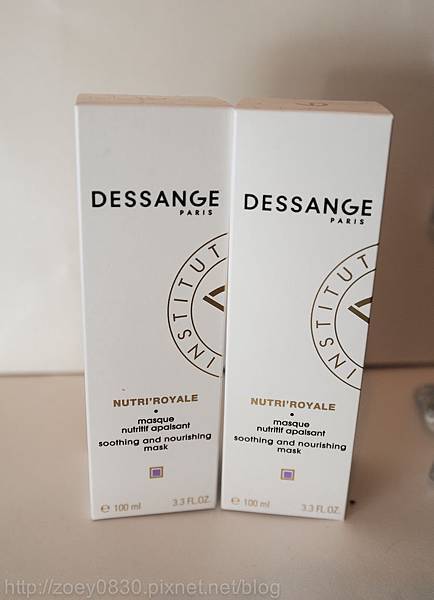 DESSANGE
PARIS
INSTITUT
NUTRI'ROYALE
masque
nutritif apaisant
soothing and nourishing
mask
e 100 ml 3.3 FL.OZ.
DESSANGE
PARIS
INSTITUT
NUTRI'ROYALE
masque
nutritif apaisant
soothing and nourishing
mask
e 100 ml 3.3 FL.OZ.
http://zoey0830.pixnet.net/blog